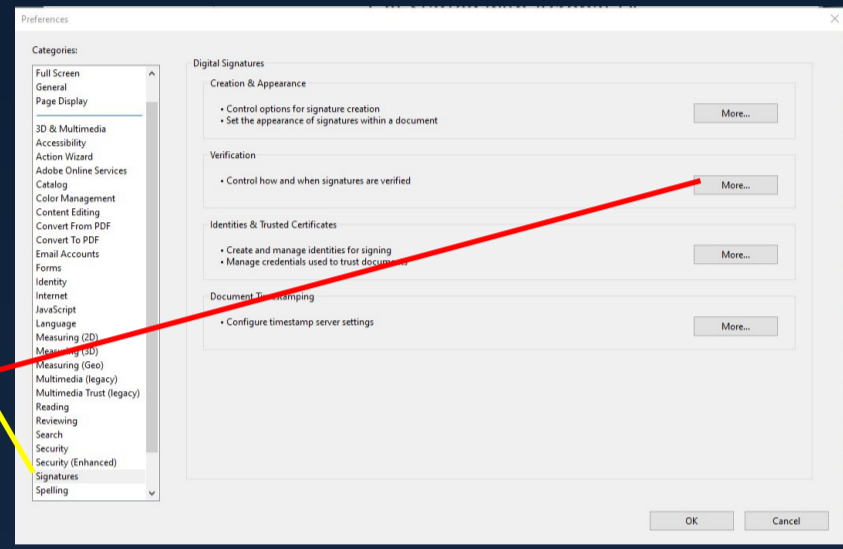 Preferences
Categories:
Full Screen
General
Page Display
3D & Multimedia
Accessibility
Action Wizard
Adobe Online Services
Catalog
Color Management
Content Editing
Convert From PDF
Convert To PDF
Email Accounts
Forms
Identity
Internet
JavaScript
Language
Measuring (2D)
Measuring (3D)
Measuring (Geo)
Multimedia (legacy)
Multimedia Trust (legacy)
Reading
Reviewing
Search
Security
Security (Enhanced)
Signatures
Spelling
Digital Signatures
Creation & Appearance
• Control options for signature creation
• Set the appearance of signatures within a document
More...
Verification
• Control how and when signatures are verified
More...
Identities & Trusted Certificates
• Create and manage identities for signing
• Manage credentials used to trust documents
More...
Document Timestamping
• Configure timestamp server settings
More...
OK
Cancel